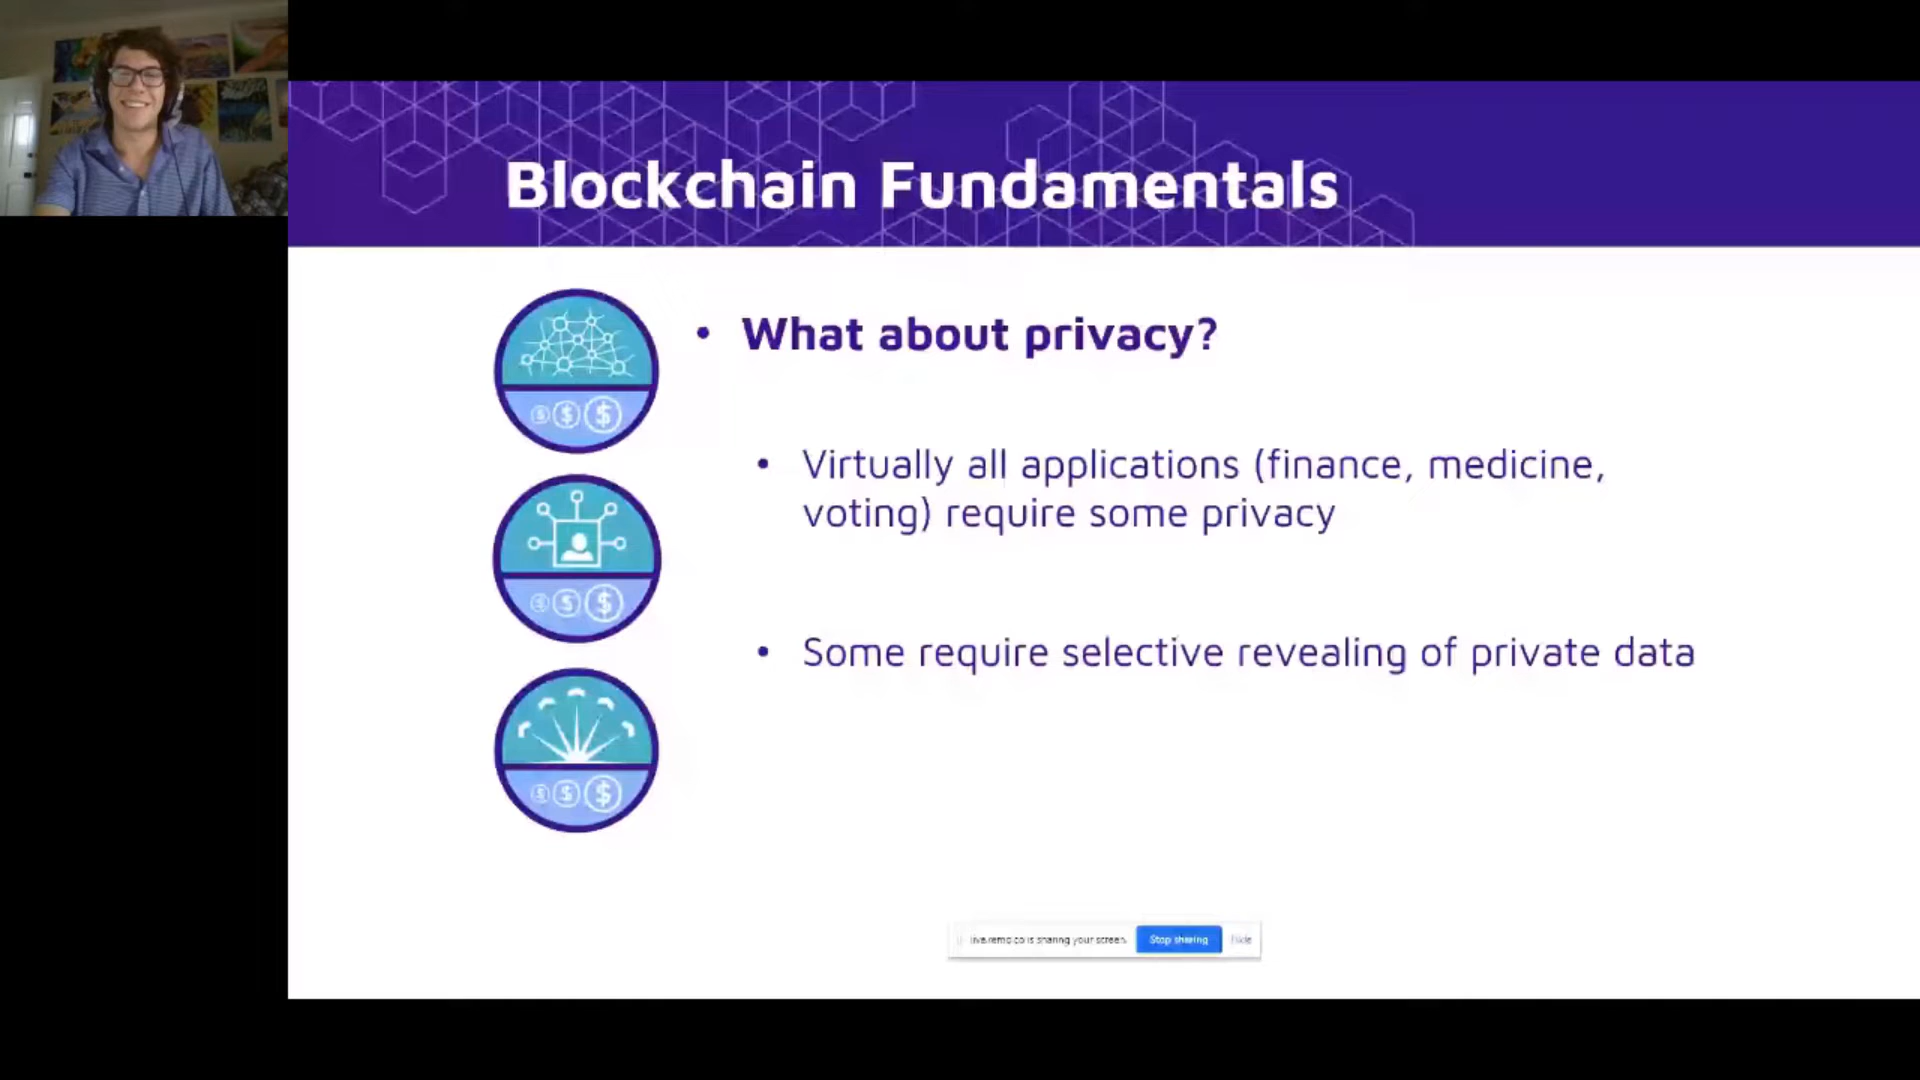 Blockchain Fundamentals
• What about privacy?
• Virtually all applications (finance, medicine,
voting) require some privacy
• Some require selective revealing of private data
live.remo.co is sharing your screen. Stop sharing Hide
$ $ $
$ $ $
$ $ $